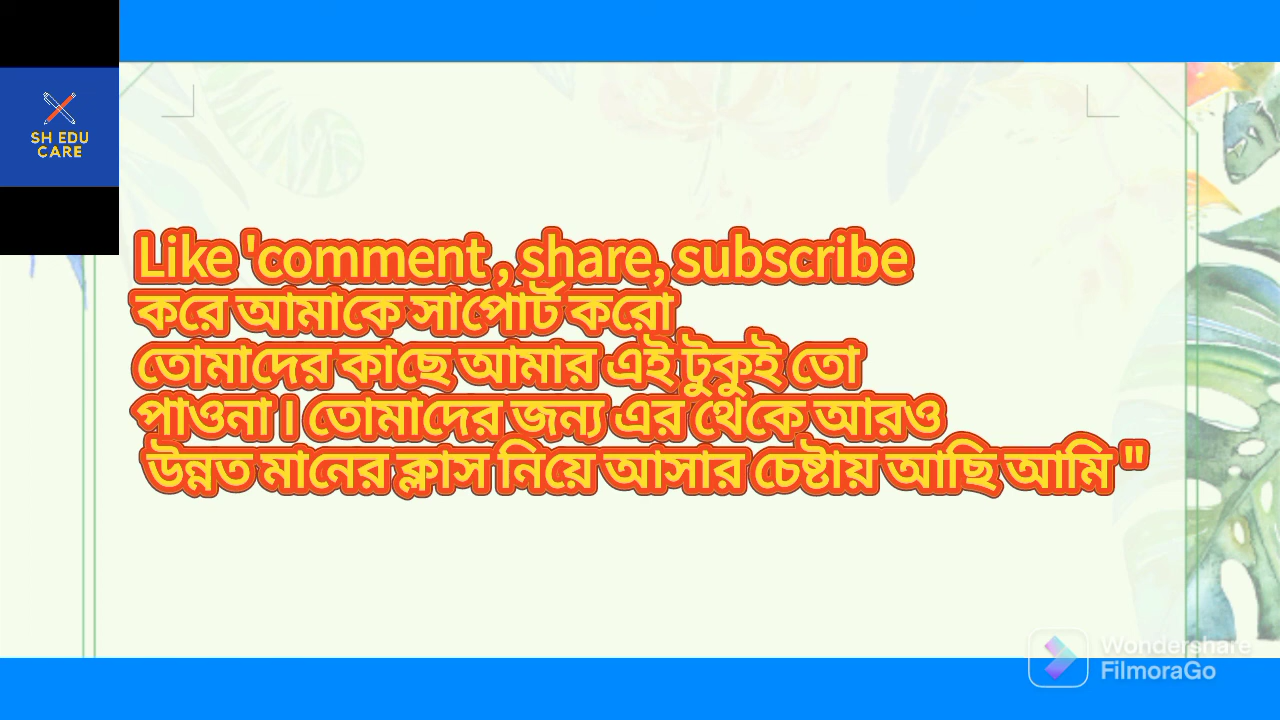 SH EDU
CARE
Like 'comment , share, subscribe
করে আমাকে সাপোর্ট করো
তোমাদের কাছে আমার এই টুকুই তো
পাওনা । তোমাদের জন্য এর থেকে আরও
উন্নত মানের ক্লাস নিয়ে আসার চেষ্টায় আছি আমি "
Wondershare
FilmoraGo